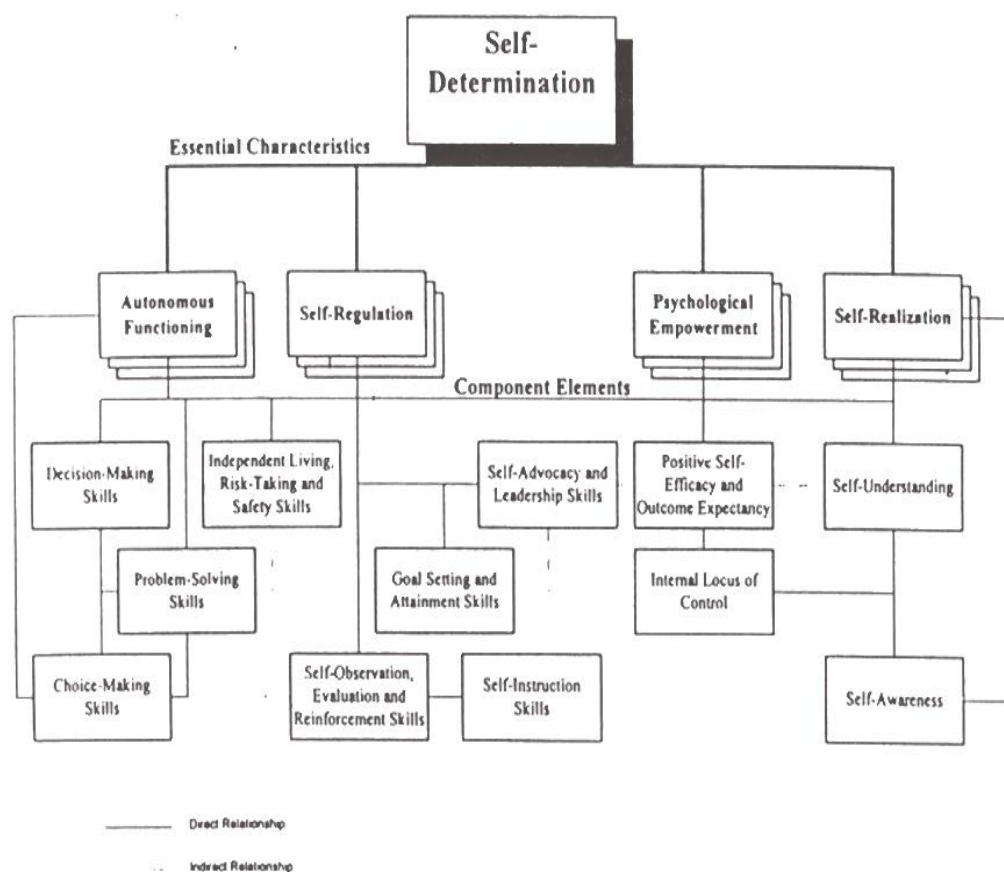 Self-
Determination
Essential Characteristics
Autonomous
Functioning
Self-Regulation
Psychological
Empowerment
Self-Realization
Component Elements
Decision-Making
Skills
Independent Living,
Risk-Taking and
Safety Skills
Self-Advocacy and
Leadership Skills
Positive Self-
Efficacy and
Outcome Expectancy
Self-Understanding
Problem-Solving
Skills
Goal Setting and
Attainment Skills
Internal Locus of
Control
Choice-Making
Skills
Self-Observation,
Evaluation and
Reinforcement Skills
Self-Instruction
Skills
Self-Awareness
Direct Relationship
Indirect Relationship